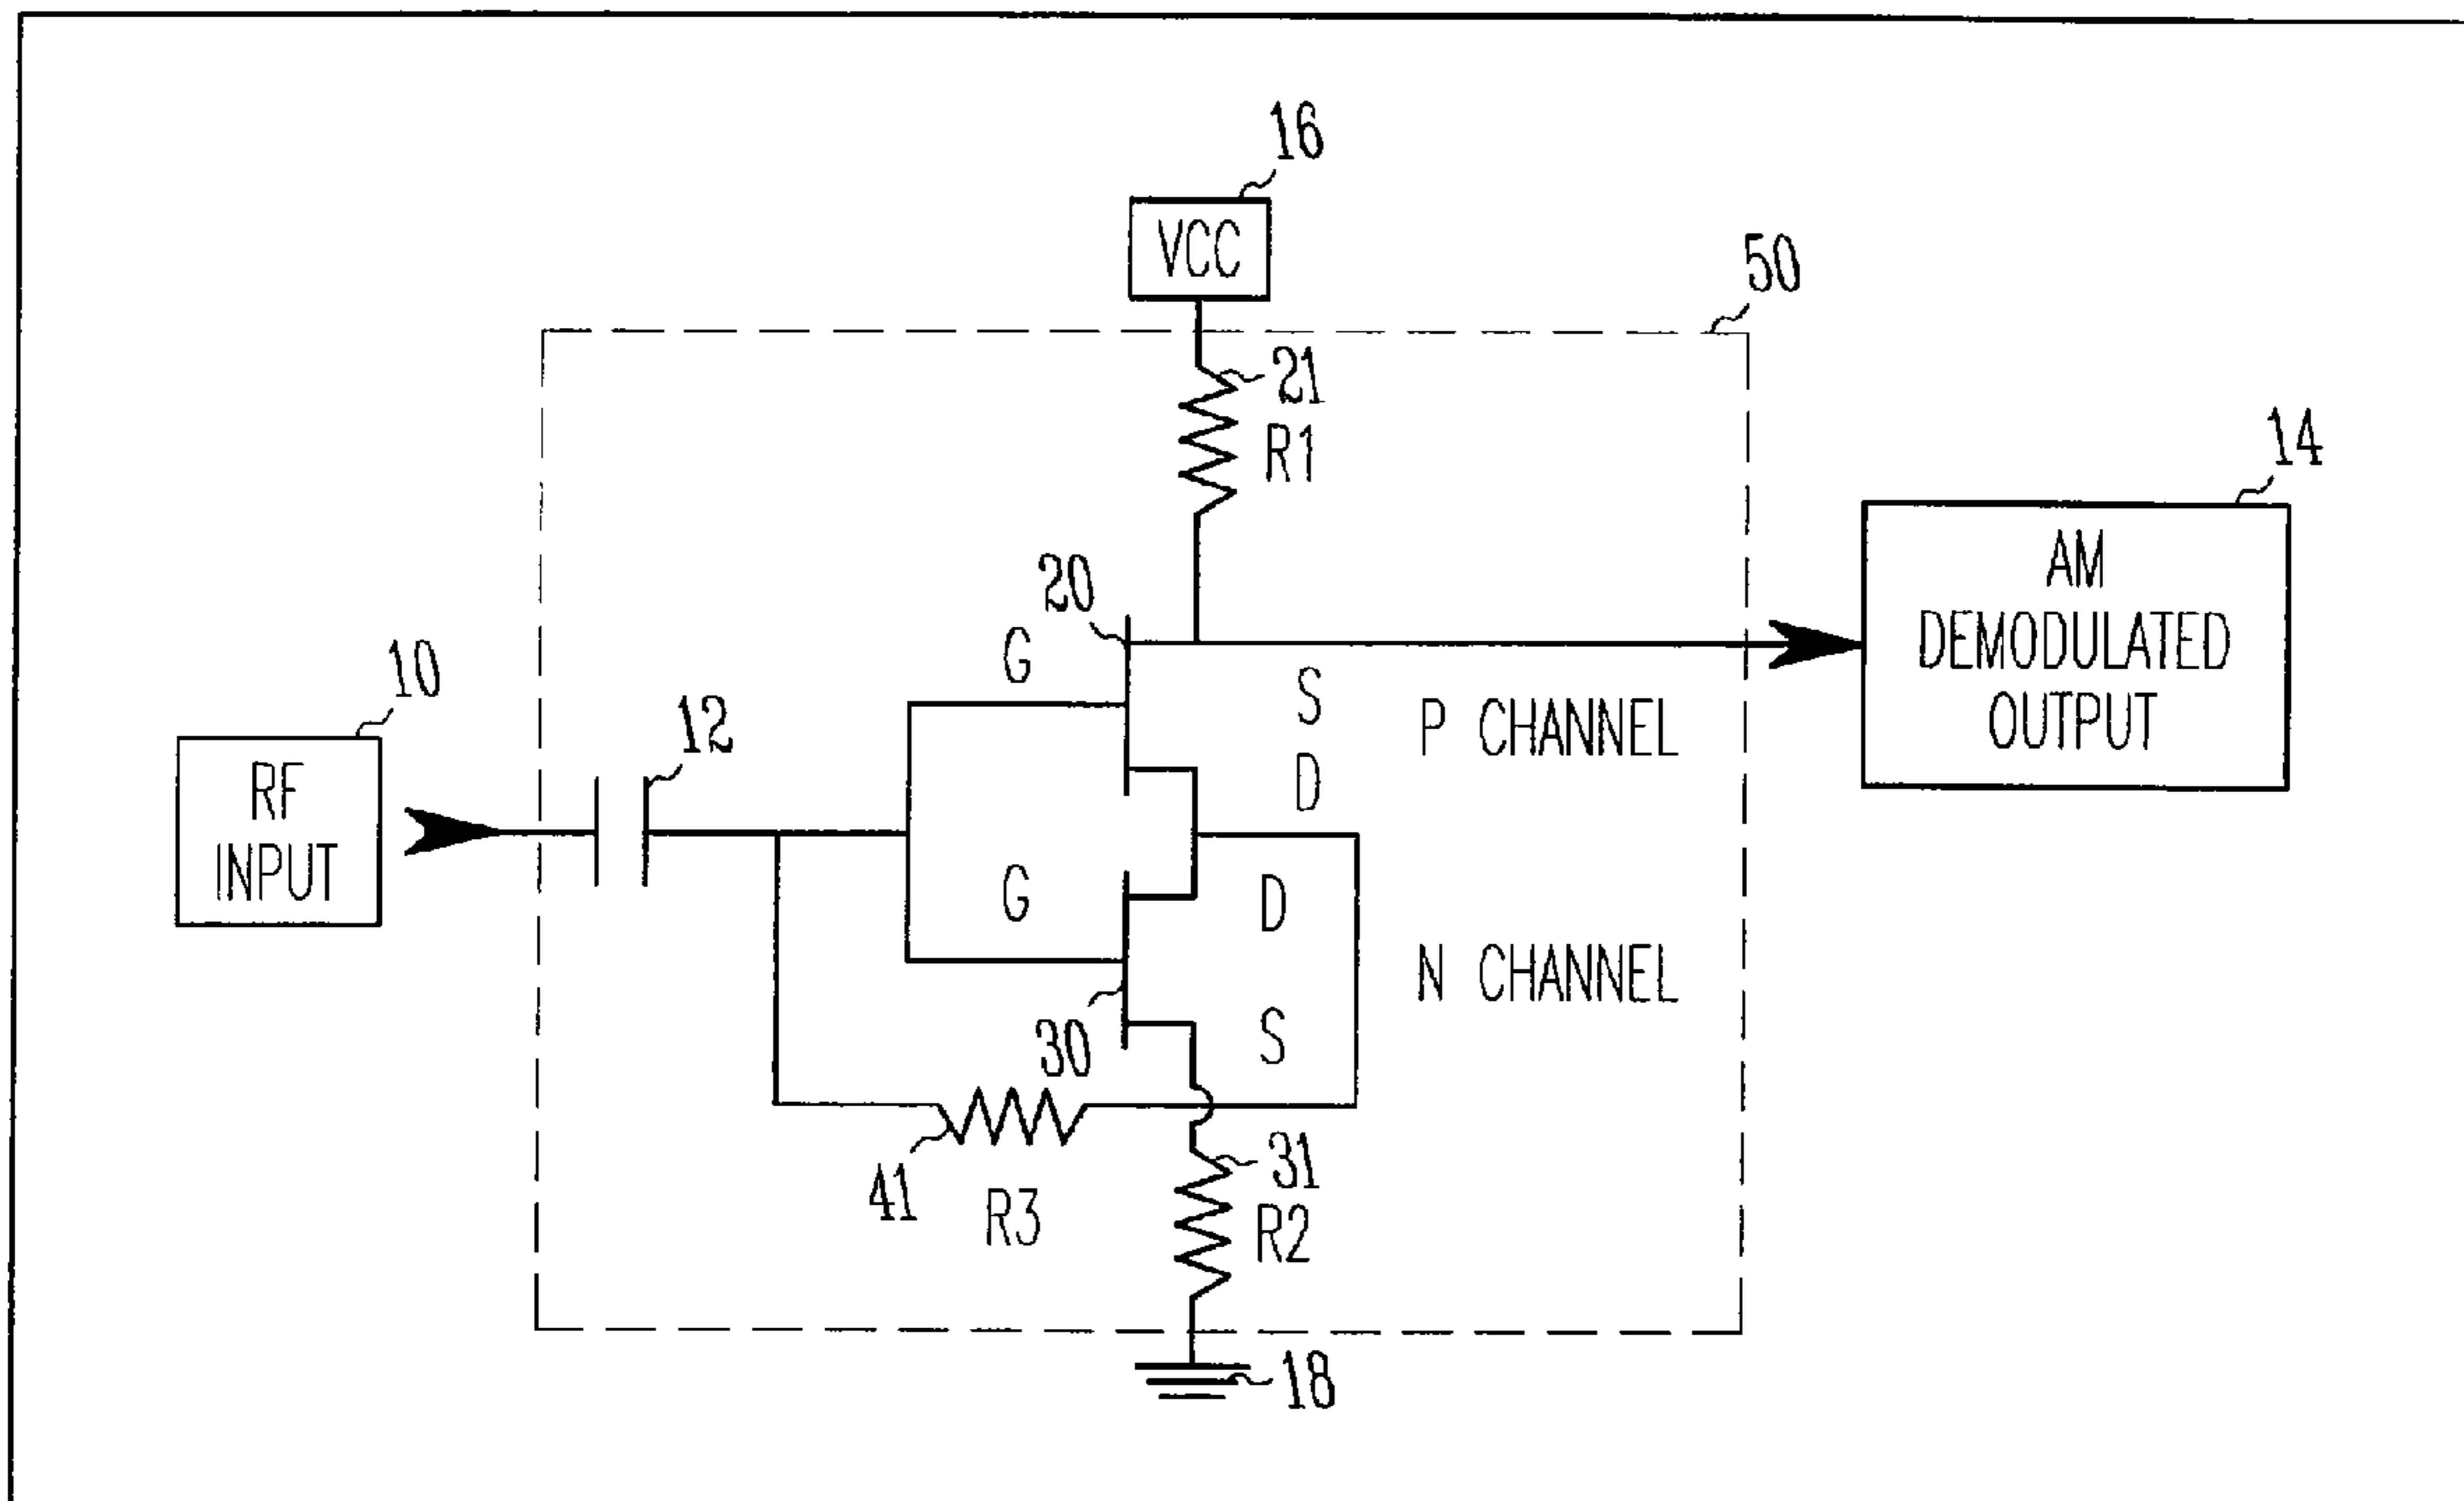 16
VCC
50
21
R1
14
AM
DEMODULATED
OUTPUT
20
G
S
10
P CHANNEL
12
D
RF
INPUT
G
D
N CHANNEL
S
30
31
41
R3
R2
18